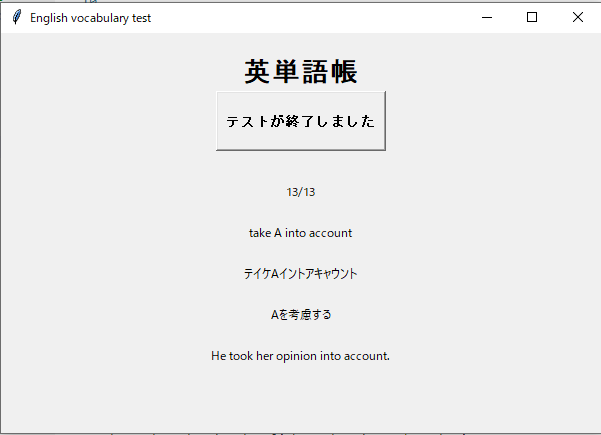 English vocabulary test
英単語帳
テストが終了しました
13/13
take A into account
テイケAイントアキャウント
Aを考慮する
He took her opinion into account.